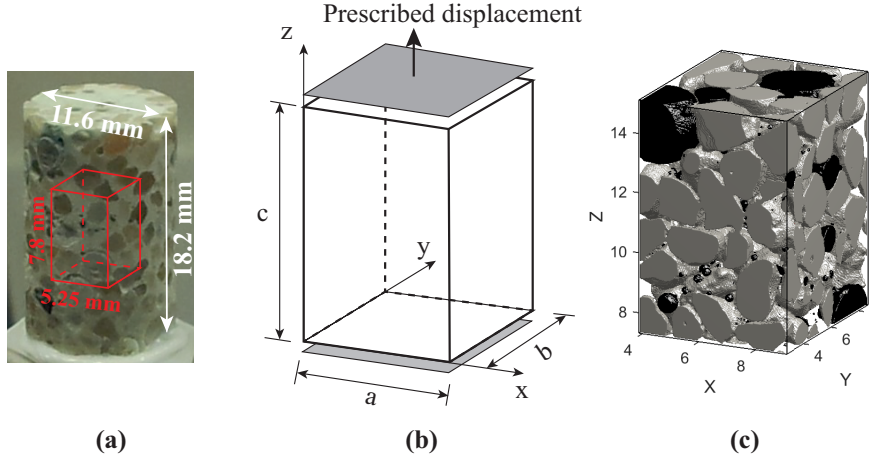 Prescribed displacement
11.6 mm
18.2 mm
7.8 mm
5.25 mm
(a)
z
c
y
x
a
b
(b)
14
12
10
8
Z
4
6
8
X
4
6
Y
(c)